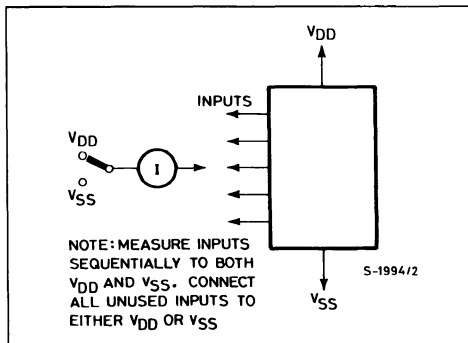 VDD
INPUTS
VDD
I
VSS
NOTE: MEASURE INPUTS
SEQUENTIALLY TO BOTH
VDD AND VSS. CONNECT
ALL UNUSED INPUTS TO
EITHER VDD OR VSS
S-1994/2
VSS